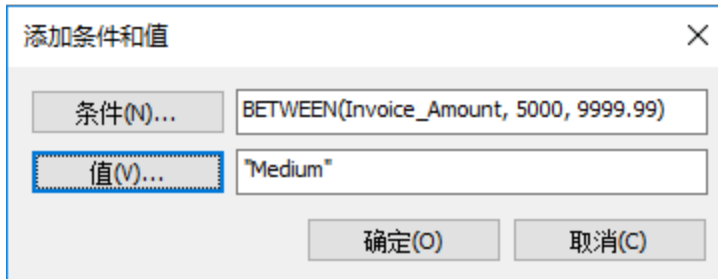 添加条件和值
条件(N)... BETWEEN(Invoice_Amount, 5000, 9999.99)
值(V)... "Medium"
确定(O) 取消(C)